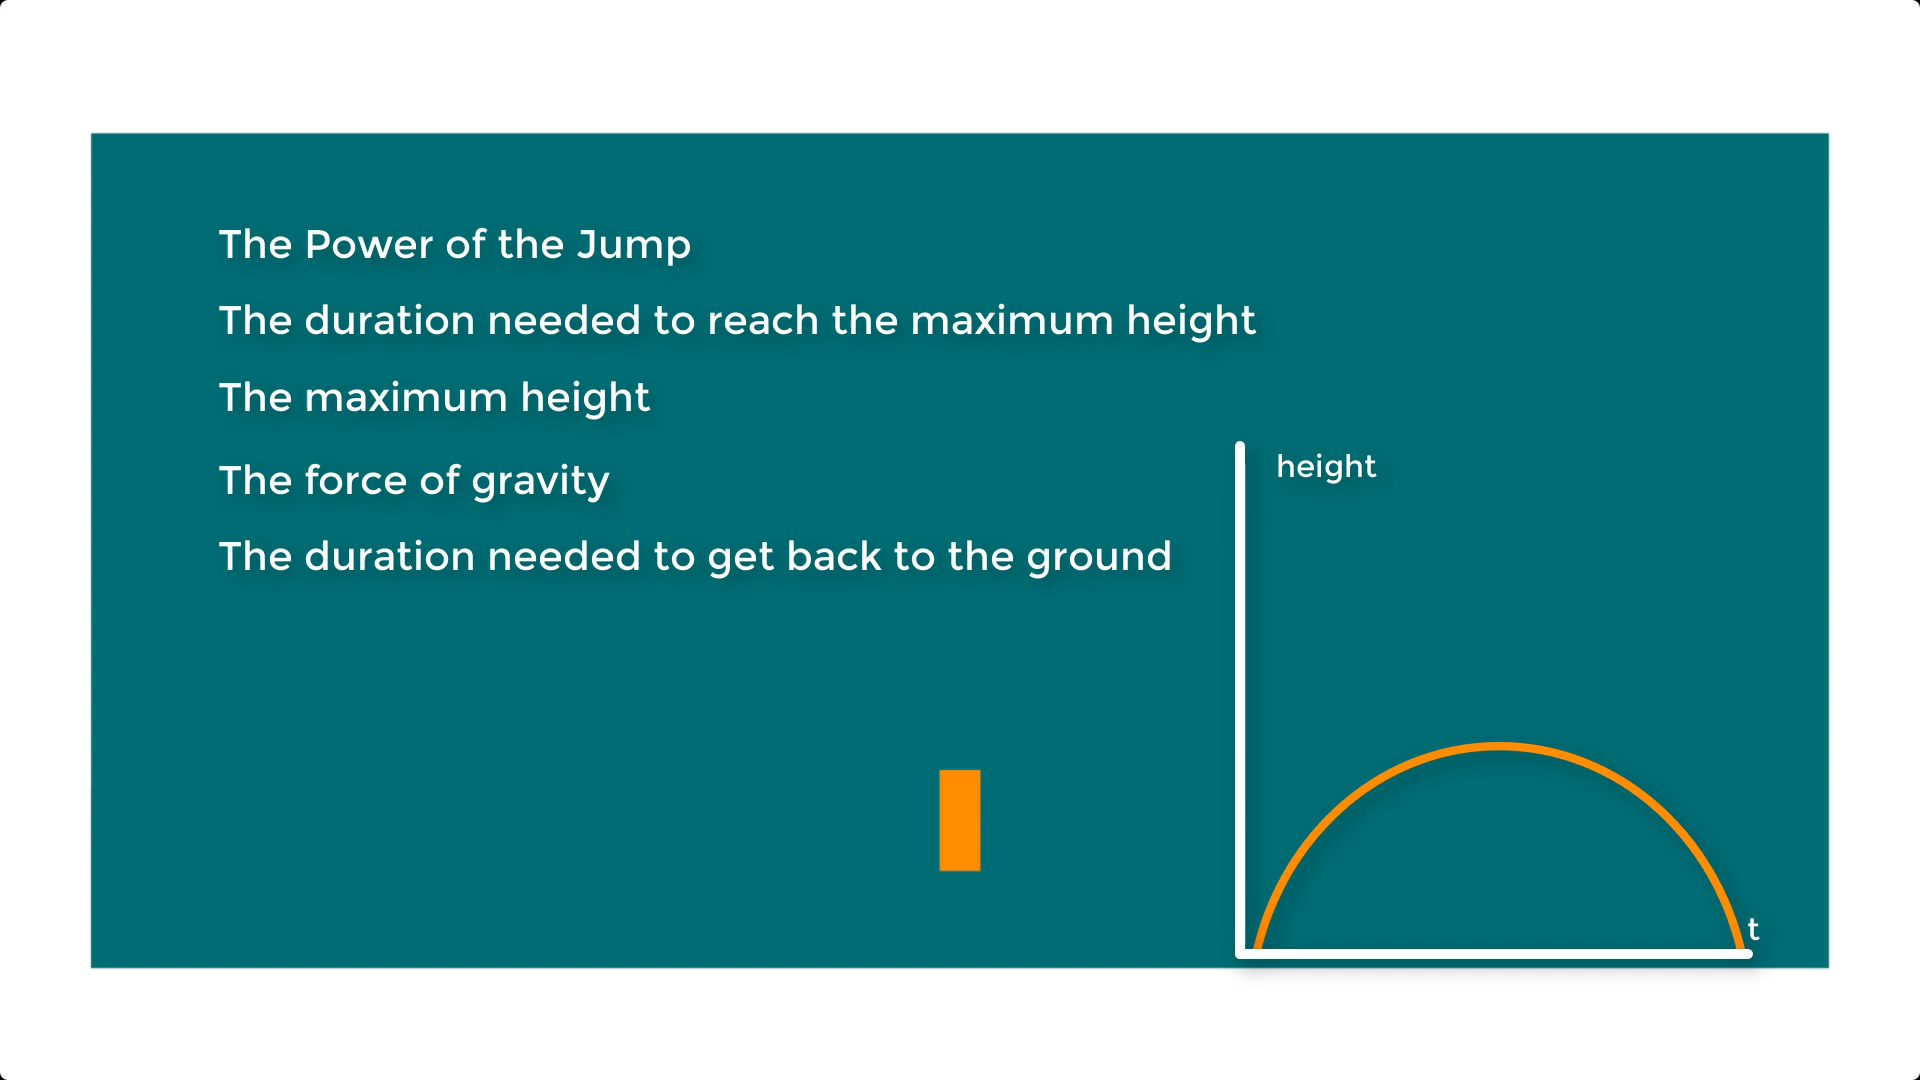 The Power of the Jump
The duration needed to reach the maximum height
The maximum height
The force of gravity
The duration needed to get back to the ground
height
t